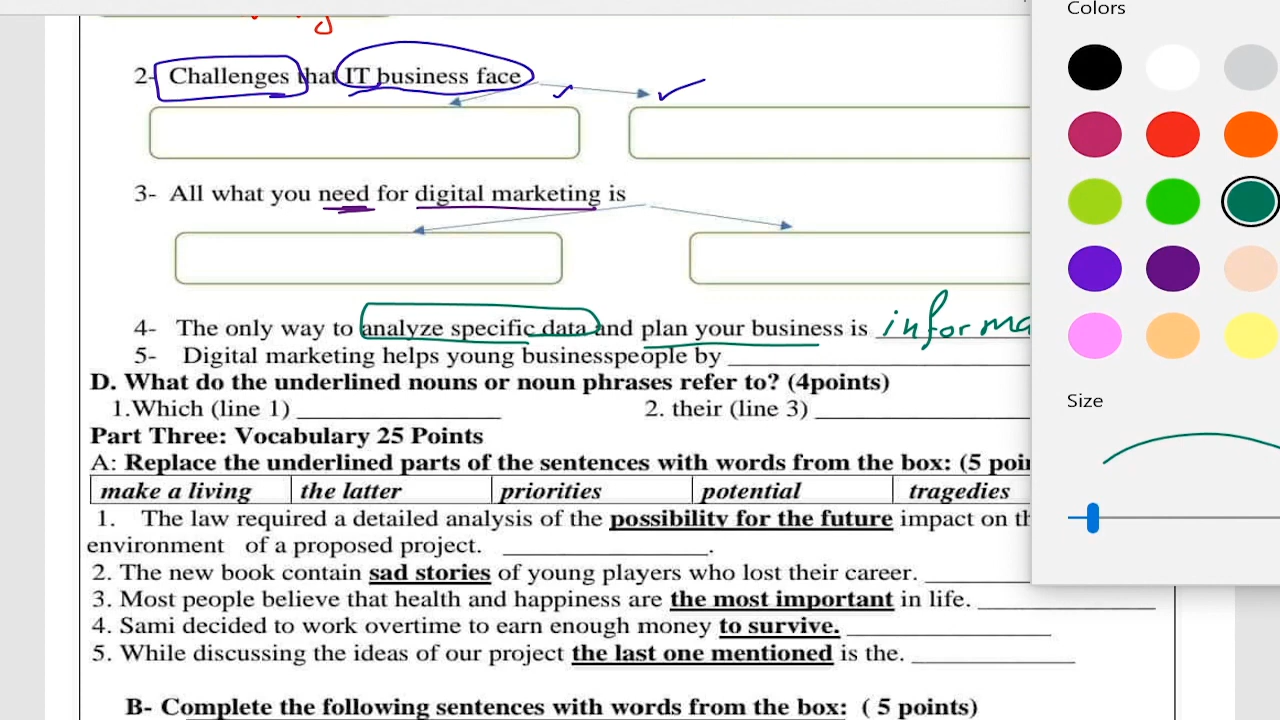 Colors
2- Challenges that IT business face
3- All what you need for digital marketing is
4- The only way to analyze specific data and plan your business is informa
5- Digital marketing helps young businesspeople by
D. What do the underlined nouns or noun phrases refer to? (4points)
1.Which (line 1) 2. their (line 3)
Size
Part Three: Vocabulary 25 Points
A: Replace the underlined parts of the sentences with words from the box: (5 poi
make a living the latter priorities potential tragedies
1. The law required a detailed analysis of the possibility for the future impact on th
environment of a proposed project.
2. The new book contain sad stories of young players who lost their career.
3. Most people believe that health and happiness are the most important in life.
4. Sami decided to work overtime to earn enough money to survive.
5. While discussing the ideas of our project the last one mentioned is the.
B- Complete the following sentences with words from the box: ( 5 points)